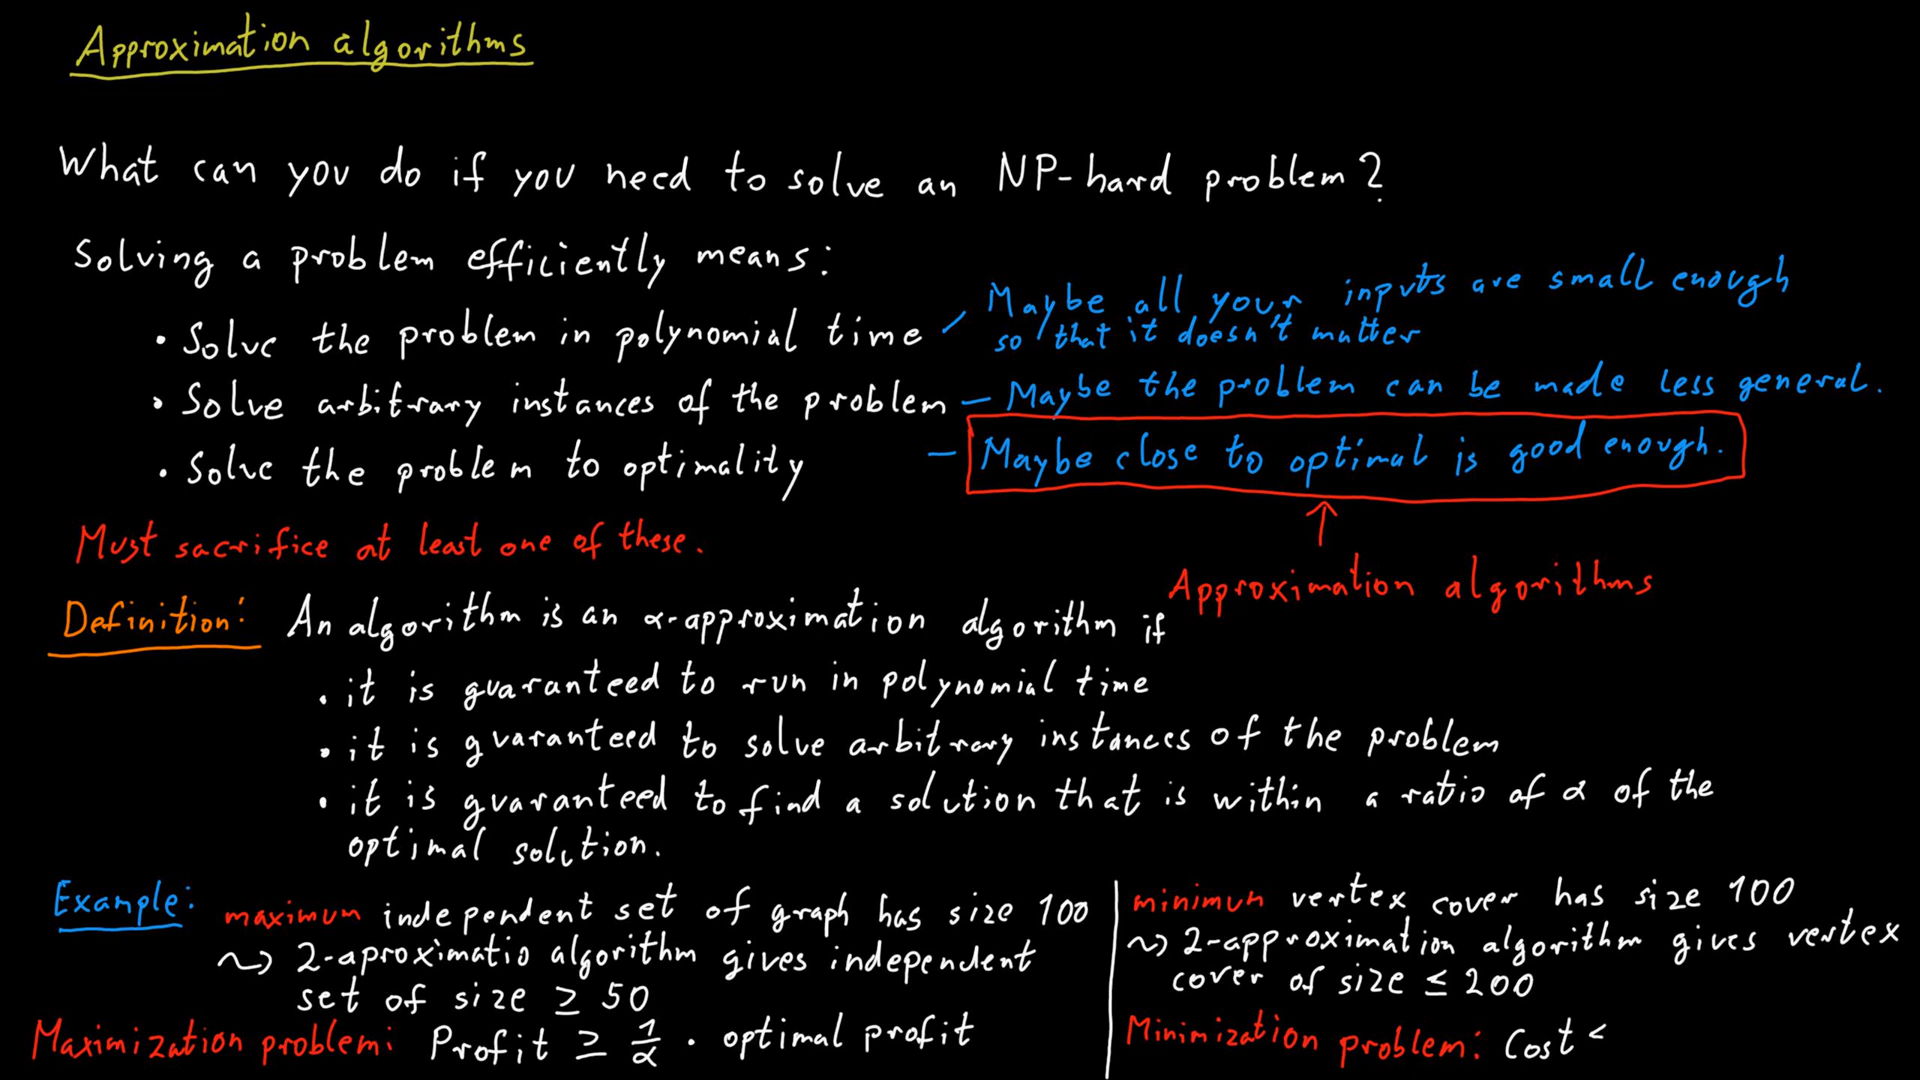 Approximation algorithms
What can you do if you need to solve an NP-hard problem?
Solving a problem efficiently means:
• Solve the problem in polynomial time
Maybe all your inputs are small enough
so that it doesn't matter
• Solve arbitrary instances of the problem
– Maybe the problem can be made less general.
• Solve the problem to optimality
– Maybe close to optimal is good enough.
Must sacrifice at least one of these.
↑
Approximation algorithms
Definition: An algorithm is an α-approximation algorithm if
• it is guaranteed to run in polynomial time
• it is guaranteed to solve arbitrary instances of the problem
• it is guaranteed to find a solution that is within a ratio of α of the
optimal solution.
Example: maximum independent set of graph has size 100
⤳ 2-aproximatio algorithm gives independent
set of size ≥ 50
Maximization problem: Profit ≥ 1/α · optimal profit
minimum vertex cover has size 100
⤳ 2-approximation algorithm gives vertex
cover of size ≤ 200
Minimization problem: Cost <